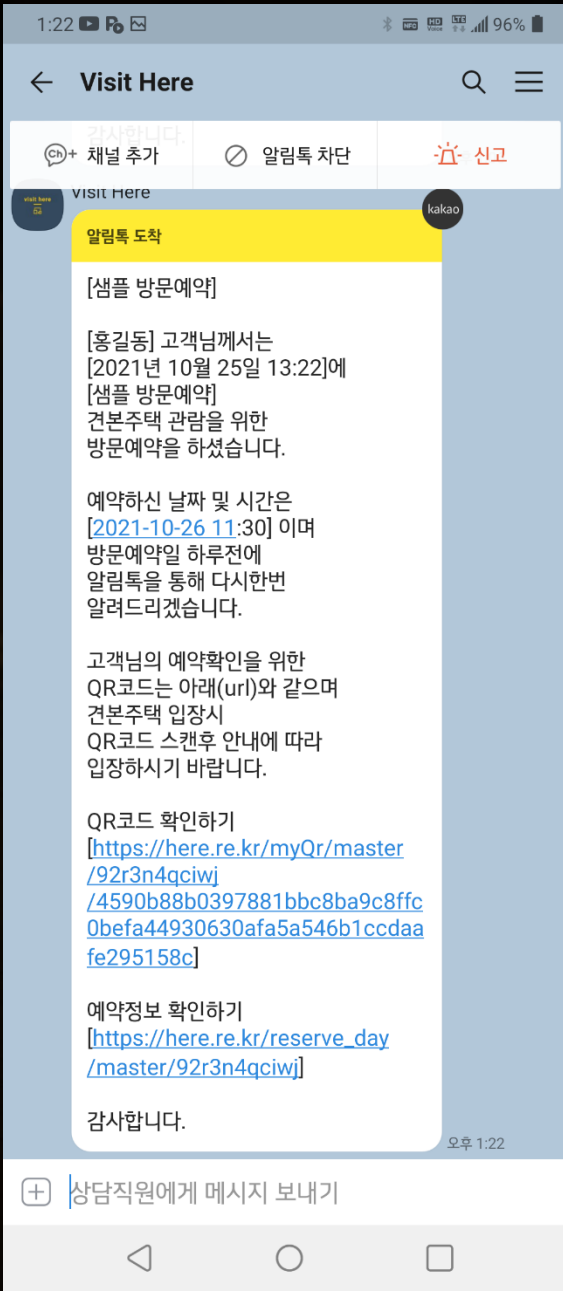 1:22
96%
Visit Here
감사합니다.
Ch+ 채널 추가
알림톡 차단
신고
visit here
Visit Here
kakao
알림톡 도착
[샘플 방문예약]
[홍길동] 고객님께서는
[2021년 10월 25일 13:22]에
[샘플 방문예약]
견본주택 관람을 위한
방문예약을 하셨습니다.
예약하신 날짜 및 시간은
[2021-10-26 11:30] 이며
방문예약일 하루전에
알림톡을 통해 다시한번
알려드리겠습니다.
고객님의 예약확인을 위한
QR코드는 아래(url)와 같으며
견본주택 입장시
QR코드 스캔후 안내에 따라
입장하시기 바랍니다.
QR코드 확인하기
[https://here.re.kr/myQr/master
/92r3n4qciwj
/4590b88b0397881bbc8ba9c8ffc
0befa44930630afa5a546b1ccdaa
fe295158c]
예약정보 확인하기
[https://here.re.kr/reserve_day
/master/92r3n4qciwj]
감사합니다.
오후 1:22
상담직원에게 메시지 보내기